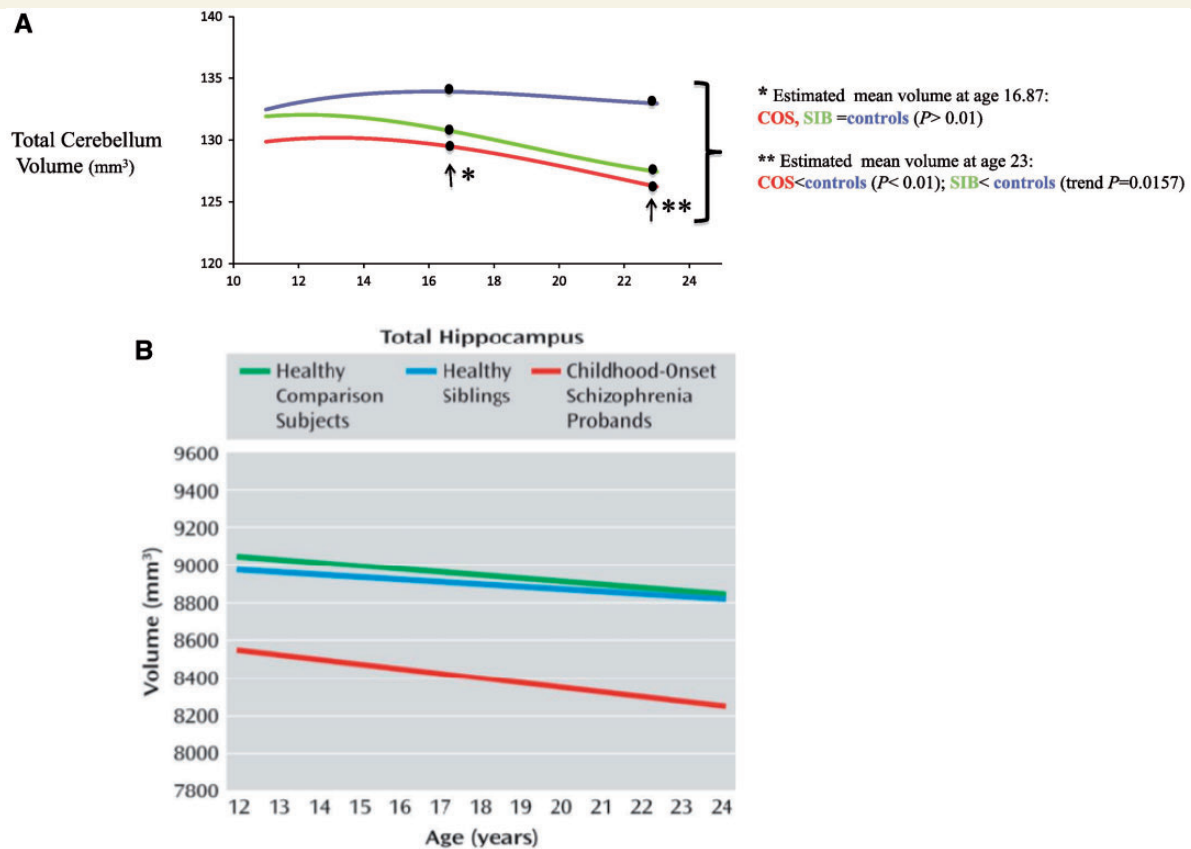 A
140
135
130
125
120
10 12 14 16 18 20 22 24
Total Cerebellum
Volume (mm³)
*
**
* Estimated mean volume at age 16.87:
COS, SIB =controls (P> 0.01)
** Estimated mean volume at age 23:
COS<controls (P< 0.01); SIB< controls (trend P=0.0157)
B
Total Hippocampus
Healthy
Comparison
Subjects
Healthy
Siblings
Childhood-Onset
Schizophrenia
Probands
Volume (mm³)
9600
9400
9200
9000
8800
8600
8400
8200
8000
7800
12 13 14 15 16 17 18 19 20 21 22 23 24
Age (years)